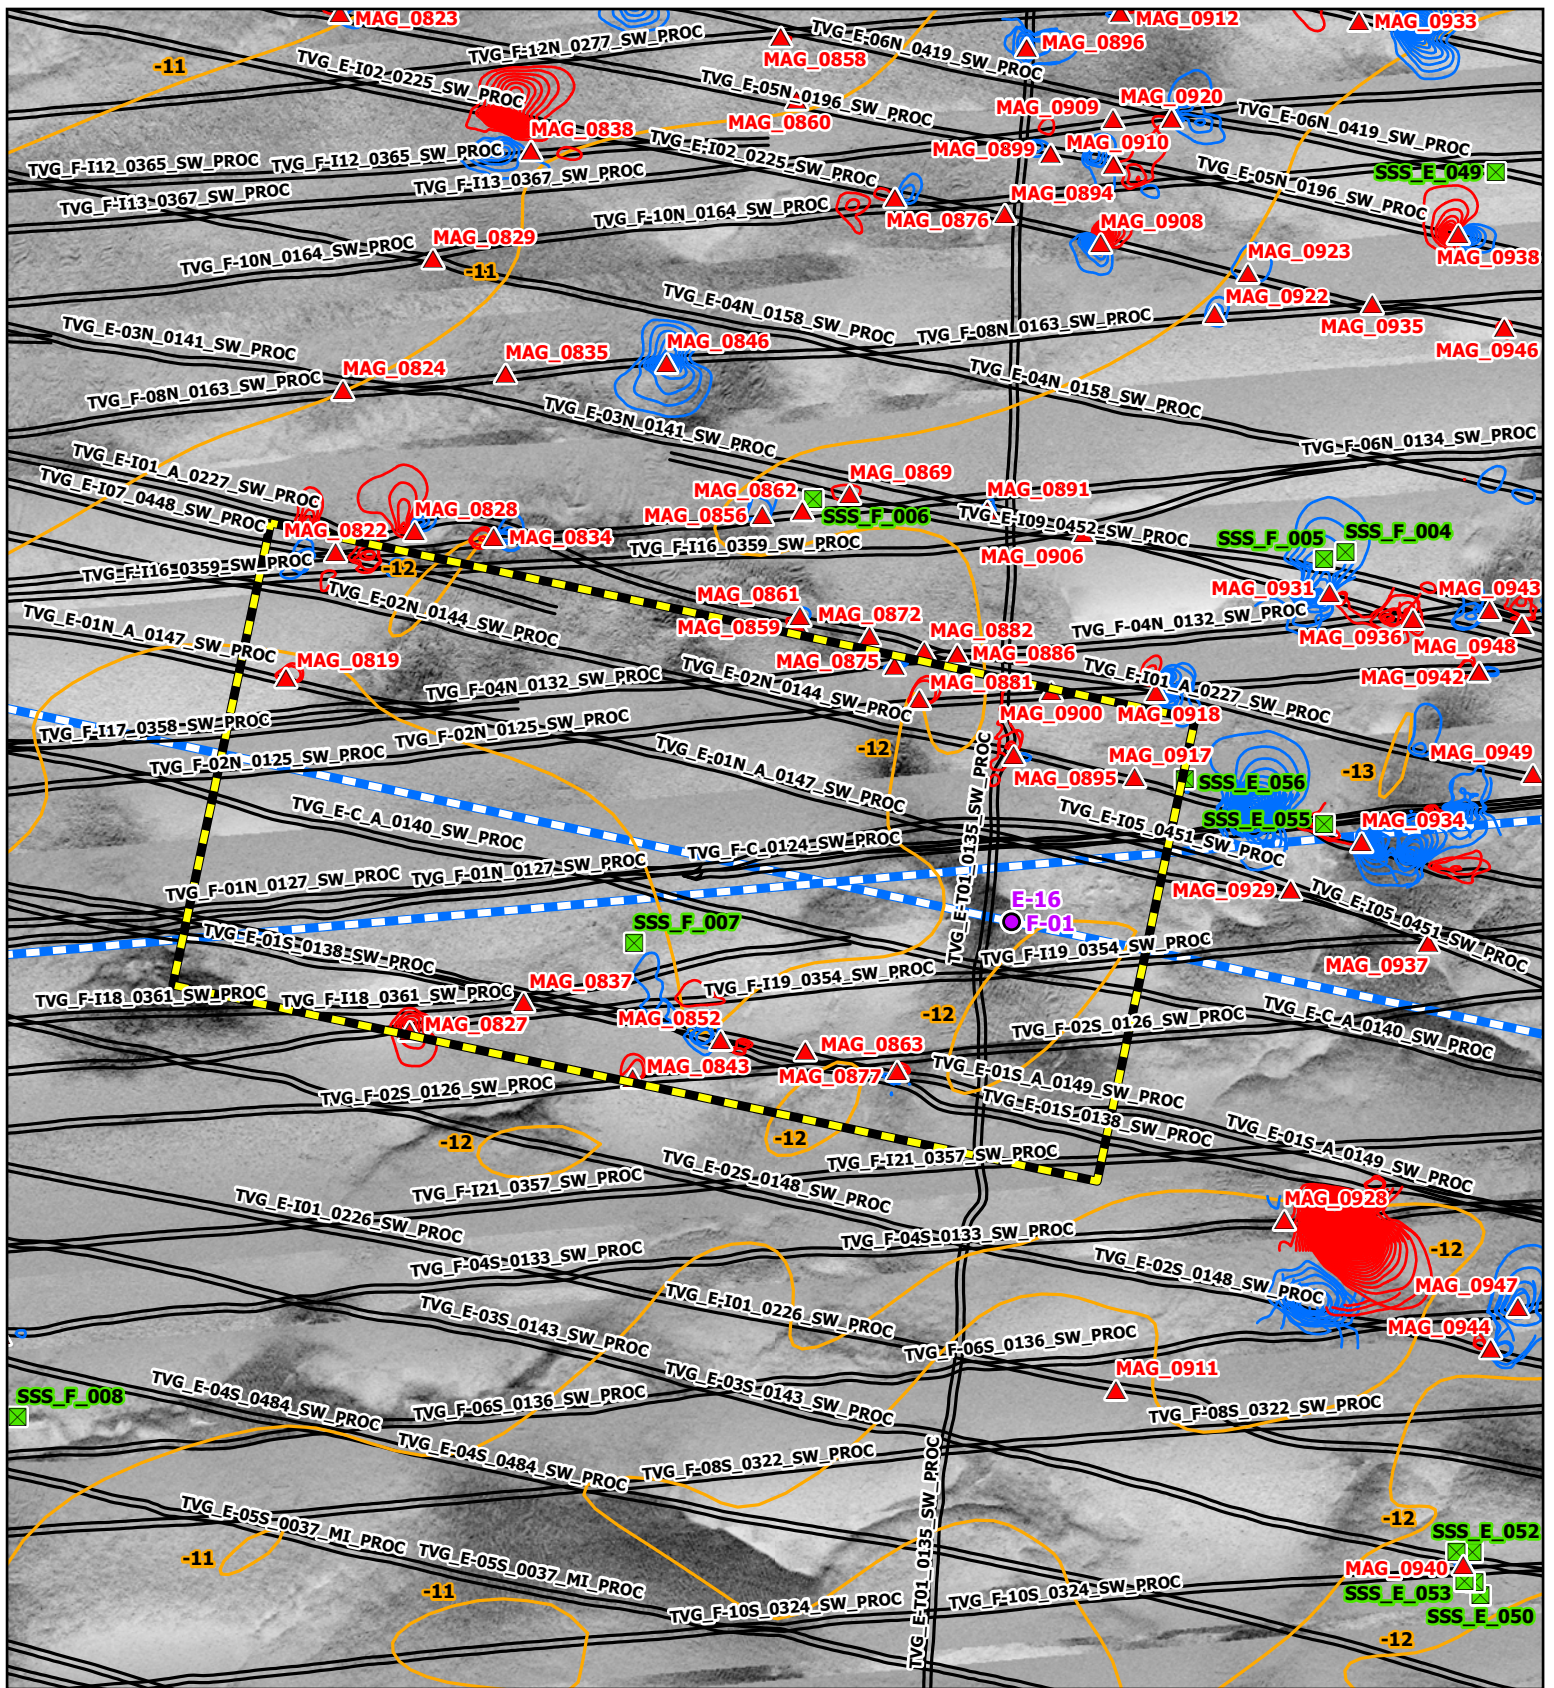 MAG_0823
MAG_0912
MAG_0933
TVG_F-12N_0277_SW_PROC
TVG_E-06N_0419_SW_PROC
MAG_0896
MAG_0858
-11
TVG_E-I02_0225_SW_PROC
TVG_E-05N_0196_SW_PROC
MAG_0909
MAG_0920
TVG_E-06N_0419_SW_PROC
MAG_0860
MAG_0838
TVG_E-I02_0225_SW_PROC
MAG_0899
MAG_0910
TVG_F-I12_0365_SW_PROC
TVG_F-I12_0365_SW_PROC
TVG_E-05N_0196_SW_PROC
SSS_E_049
TVG_F-I13_0367_SW_PROC
TVG_F-I13_0367_SW_PROC
MAG_0894
TVG_F-10N_0164_SW_PROC
MAG_0876
MAG_0908
MAG_0829
TVG_F-10N_0164_SW_PROC
-11
MAG_0923
MAG_0938
MAG_0922
TVG_E-04N_0158_SW_PROC
TVG_F-08N_0163_SW_PROC
MAG_0935
TVG_E-03N_0141_SW_PROC
MAG_0846
MAG_0835
MAG_0946
MAG_0824
TVG_F-08N_0163_SW_PROC
TVG_E-04N_0158_SW_PROC
TVG_E-03N_0141_SW_PROC
TVG_F-06N_0134_SW_PROC
TVG_E-I01_A_0227_SW_PROC
MAG_0869
MAG_0862
MAG_0891
TVG_E-I07_0448_SW_PROC
MAG_0828
MAG_0856
SSS_F_006
TVG_E-I09_0452_SW_PROC
MAG_0822
MAG_0834
SSS_F_005
SSS_F_004
TVG_F-I16_0359_SW_PROC
MAG_0906
TVG_F-I16_0359_SW_PROC
-12
MAG_0931
MAG_0943
TVG_E-02N_0144_SW_PROC
MAG_0861
MAG_0872
TVG_E-01N_A_0147_SW_PROC
MAG_0859
MAG_0882
TVG_F-04N_0132_SW_PROC
MAG_0936
MAG_0948
MAG_0819
MAG_0875
MAG_0886
TVG_F-04N_0132_SW_PROC
TVG_E-02N_0144_SW_PROC
MAG_0881
TVG_E-I01_A_0227_SW_PROC
MAG_0942
MAG_0900
MAG_0918
TVG_F-I17_0358_SW_PROC
TVG_F-02N_0125_SW_PROC
-12
TVG_F-02N_0125_SW_PROC
TVG_E-01N_A_0147_SW_PROC
MAG_0917
MAG_0949
MAG_0895
-13
SSS_E_056
TVG_E-C_A_0140_SW_PROC
TVG_E-T01_0135_SW_PROC
TVG_E-I05_0451_SW_PROC
SSS_E_055
MAG_0934
TVG_F-C_0124_SW_PROC
TVG_F-01N_0127_SW_PROC
TVG_F-01N_0127_SW_PROC
MAG_0929
TVG_E-I05_0451_SW_PROC
E-16
F-01
SSS_F_007
TVG_E-01S_0138_SW_PROC
TVG_F-I19_0354_SW_PROC
MAG_0937
TVG_F-I19_0354_SW_PROC
MAG_0837
TVG_F-I18_0361_SW_PROC
TVG_F-I18_0361_SW_PROC
-12
TVG_E-C_A_0140_SW_PROC
MAG_0827
MAG_0852
TVG_F-02S_0126_SW_PROC
MAG_0863
MAG_0843
MAG_0877
TVG_E-01S_A_0149_SW_PROC
TVG_F-02S_0126_SW_PROC
TVG_E-01S_0138_SW_PROC
-12
-12
TVG_E-01S_A_0149_SW_PROC
TVG_F-I21_0357_SW_PROC
TVG_E-02S_0148_SW_PROC
TVG_F-I21_0357_SW_PROC
TVG_E-I01_0226_SW_PROC
MAG_0928
TVG_F-04S_0133_SW_PROC
-12
TVG_F-04S_0133_SW_PROC
TVG_E-02S_0148_SW_PROC
MAG_0947
TVG_E-I01_0226_SW_PROC
TVG_E-03S_0143_SW_PROC
MAG_0944
TVG_F-06S_0136_SW_PROC
MAG_0911
TVG_E-03S_0143_SW_PROC
SSS_F_008
TVG_E-04S_0484_SW_PROC
TVG_F-06S_0136_SW_PROC
TVG_F-08S_0322_SW_PROC
TVG_E-04S_0484_SW_PROC
TVG_F-08S_0322_SW_PROC
TVG_E-T01_0135_SW_PROC
TVG_E-05S_0037_MI_PROC
-12
SSS_E_052
-11
TVG_E-05S_0037_MI_PROC
MAG_0940
-11
SSS_E_053
TVG_F-10S_0324_SW_PROC
TVG_F-10S_0324_SW_PROC
SSS_E_050
-12